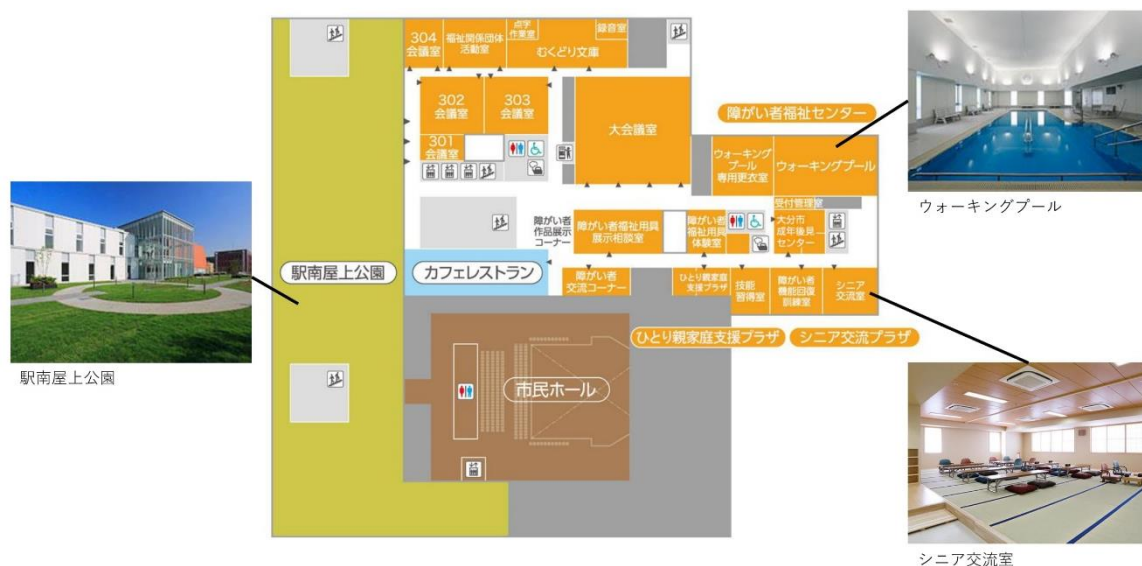 304
会議室
福祉関係団体
活動室
点字
作業室
録音室
むくどり文庫
302
会議室
303
会議室
301
会議室
大会議室
障がい者福祉センター
ウォーキング
プール
専用更衣室
ウォーキングプール
ウォーキングプール
受付管理室
障がい者
作品展示
コーナー
障がい者福祉用具
展示相談室
障がい者
福祉用具
体験室
大分市
成年後見
センター
駅南屋上公園
カフェレストラン
障がい者
交流コーナー
ひとり親家庭
支援プラザ
技能
習得室
障がい者
機能回復
訓練室
シニア
交流室
ひとり親家庭支援プラザ
シニア交流プラザ
駅南屋上公園
市民ホール
シニア交流室